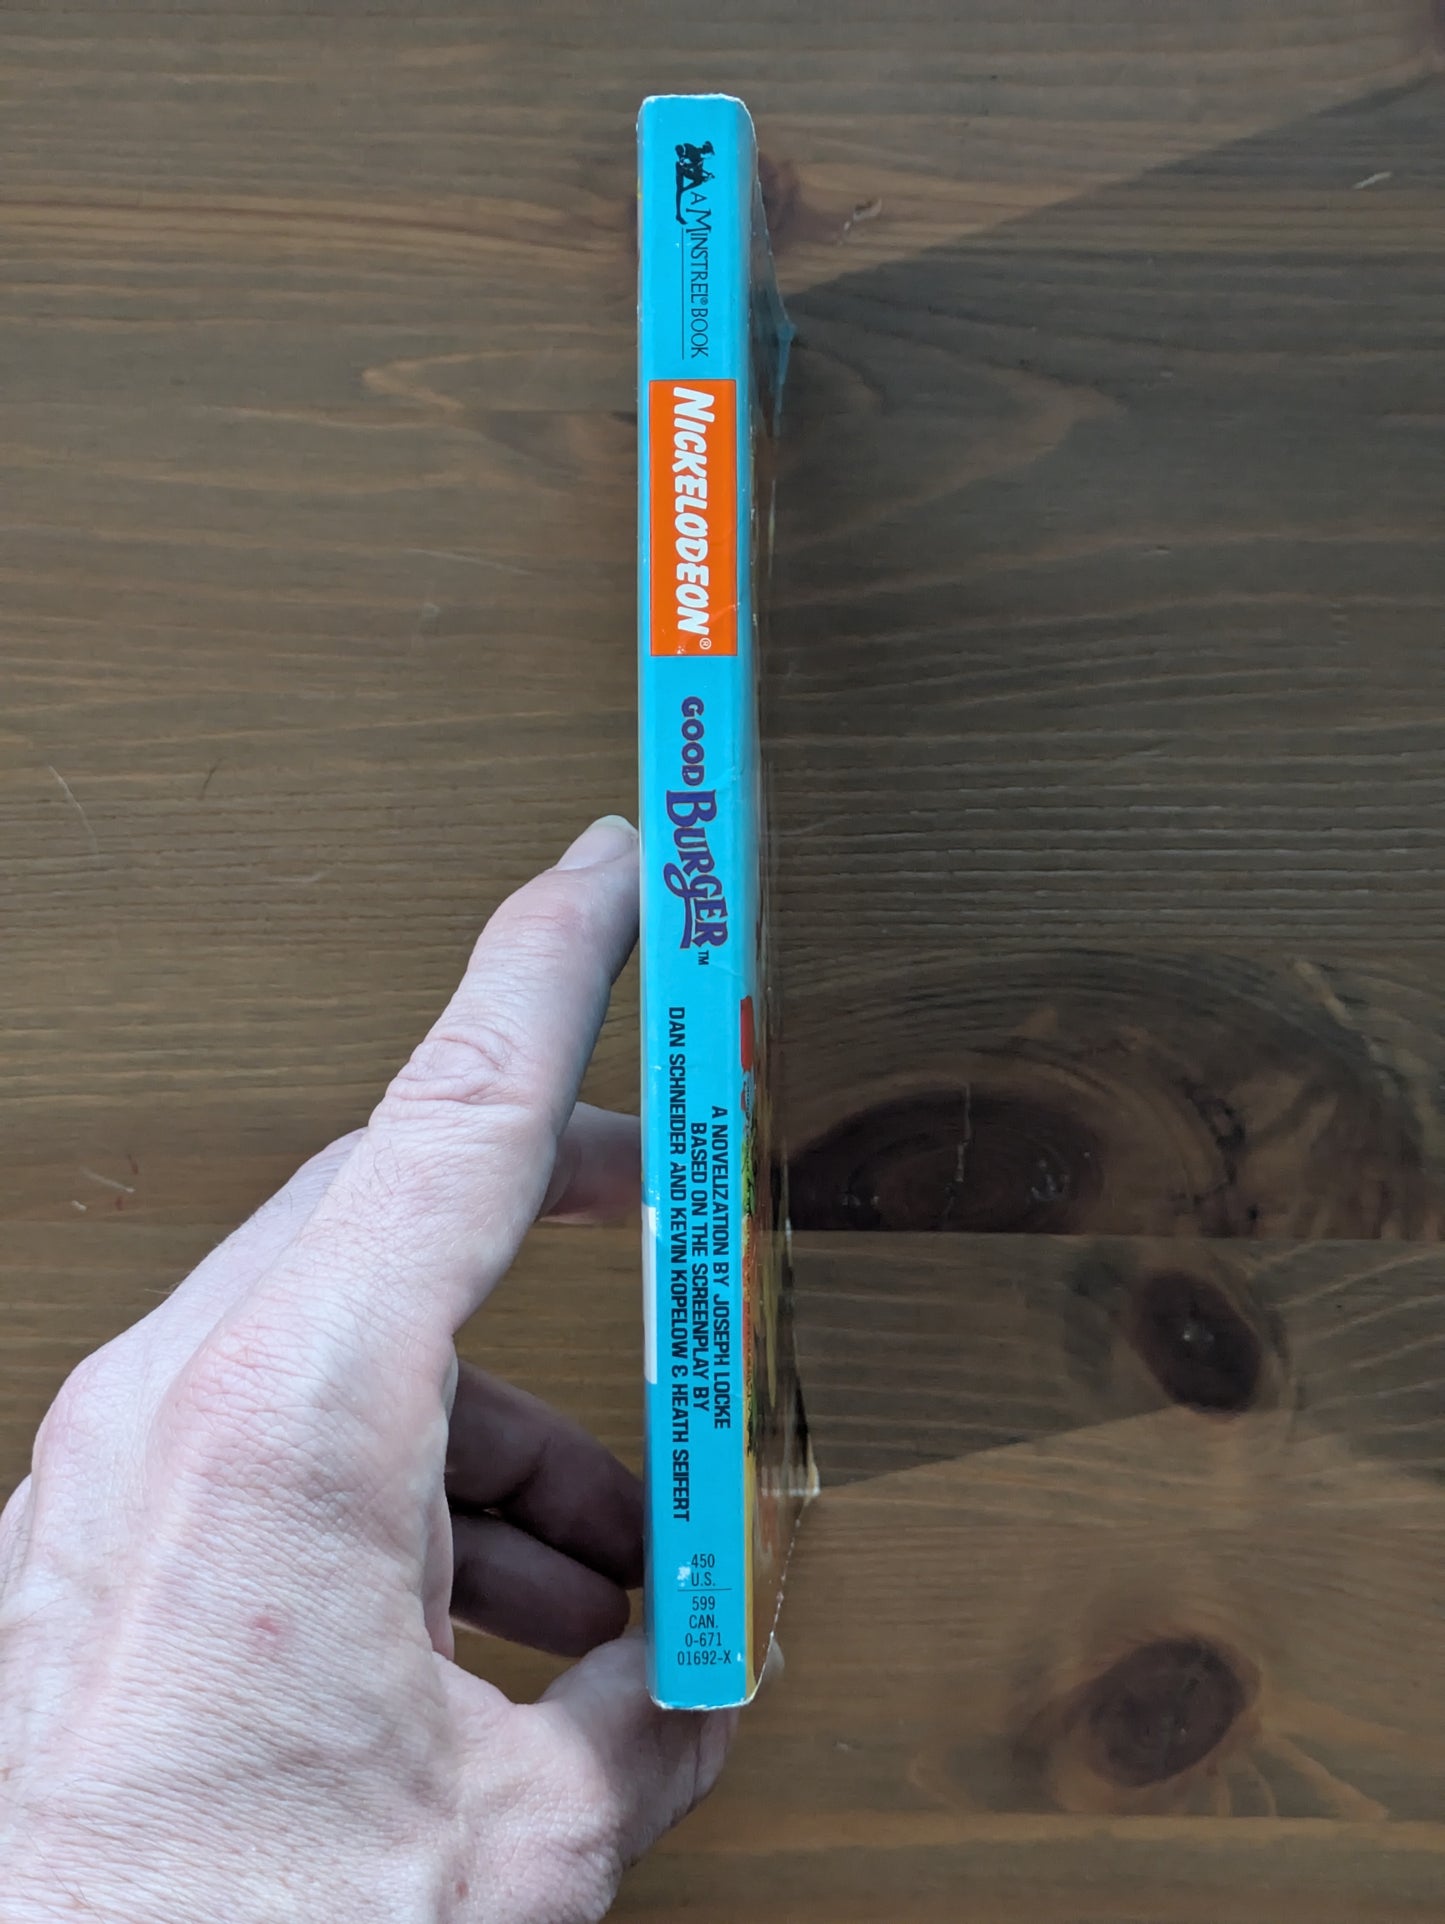 A MINSTREL® BOOK
NICKELODEON®
GOOD BURGER™
A NOVELIZATION BY JOSEPH LOCKE
BASED ON THE SCREENPLAY BY
DAN SCHNEIDER AND KEVIN KOPELOW & HEATH SEIFERT
450
U.S.
599
CAN.
0-671
01692-X